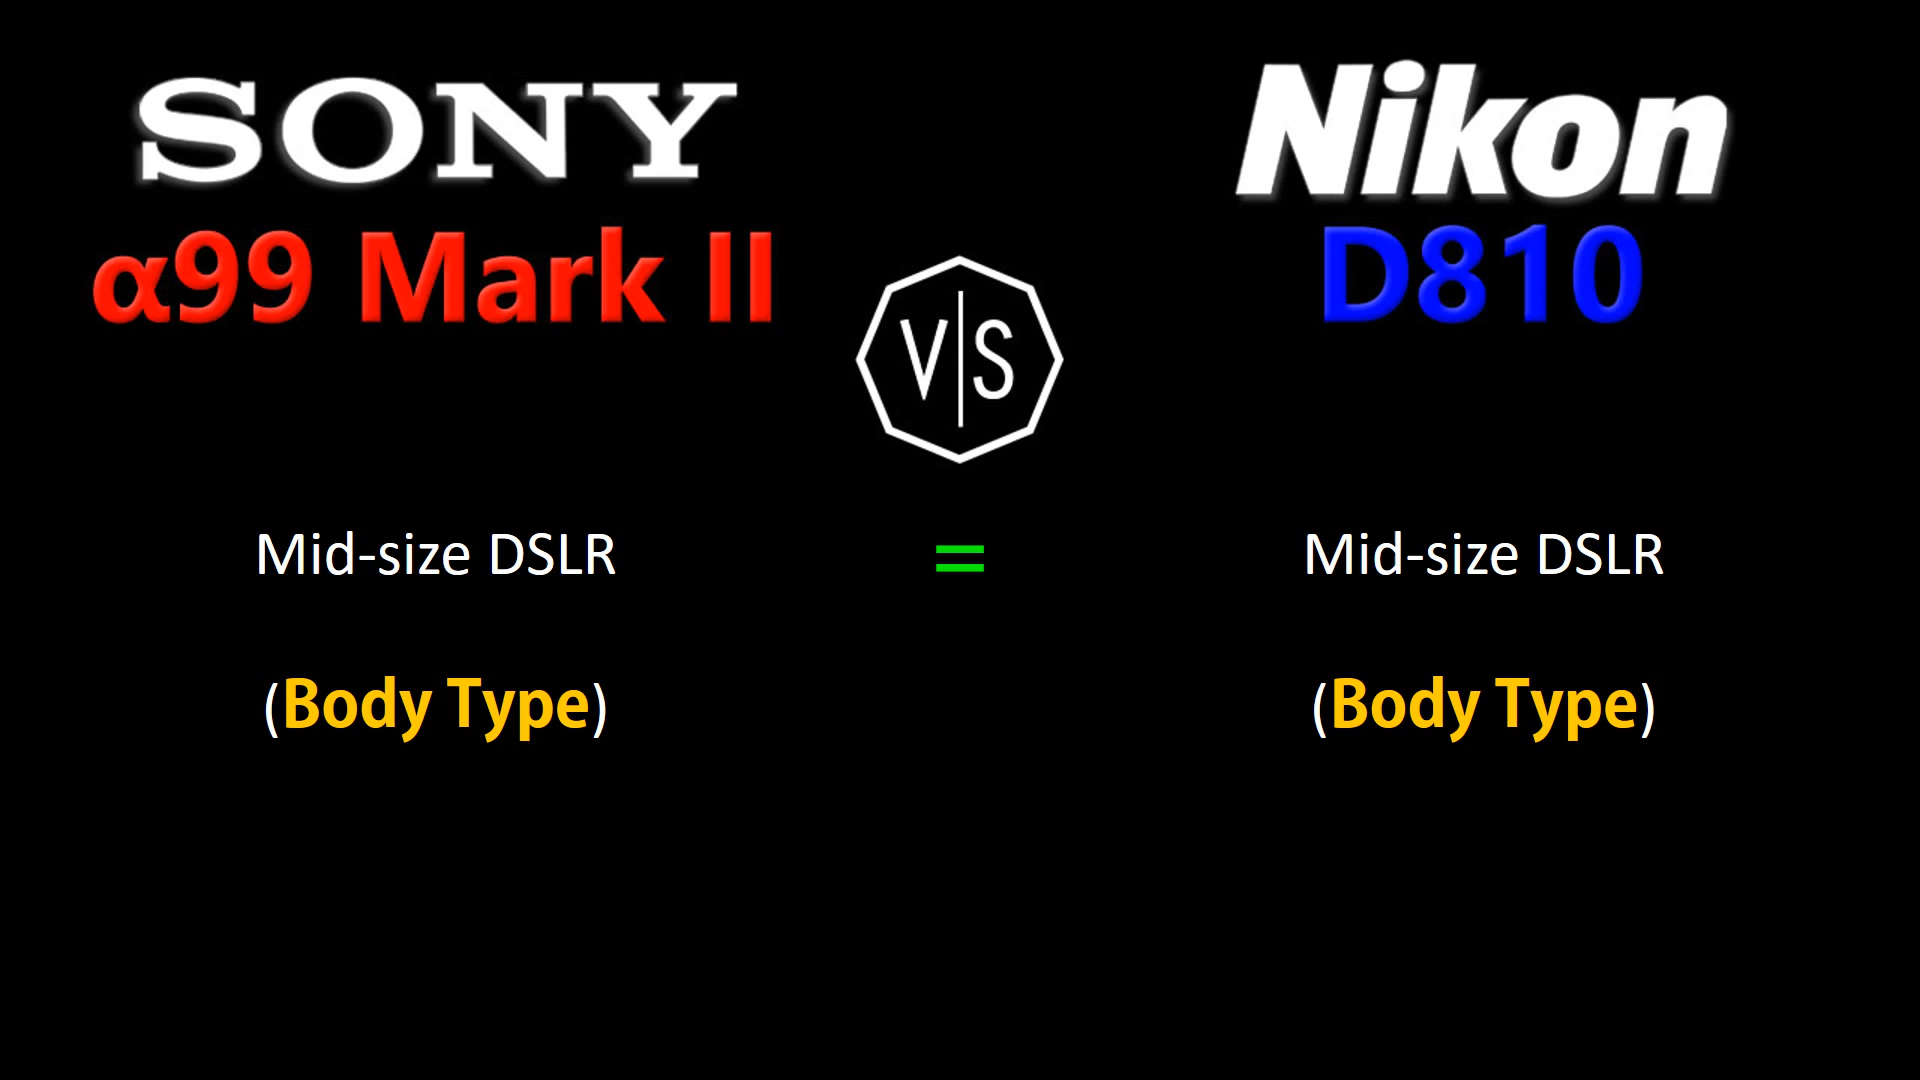 SONY
α99 Mark II
Nikon
D810
V|S
Mid-size DSLR
=
Mid-size DSLR
(Body Type)
(Body Type)